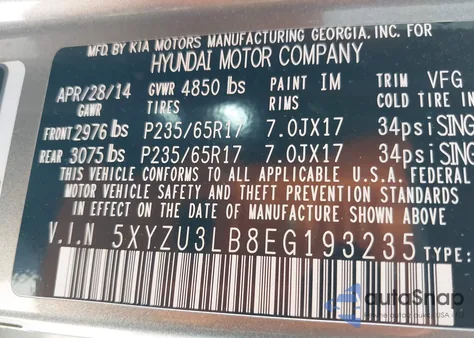 MFD. BY KIA MOTORS MANUFACTURING GEORGIA, INC. FOR
HYUNDAI MOTOR COMPANY
APR/28/14 GVWR 4850 lbs PAINT IM TRIM VFG
GAWR TIRES RIMS COLD TIRE IN
FRONT 2976 lbs P235/65R17 7.0JX17 34psi SING
REAR 3075 lbs P235/65R17 7.0JX17 34psi SING
THIS VEHICLE CONFORMS TO ALL APPLICABLE U.S.A. FEDERAL
MOTOR VEHICLE SAFETY AND THEFT PREVENTION STANDARDS
IN EFFECT ON THE DATE OF MANUFACTURE SHOWN ABOVE.
V.I.N 5XYZU3LB8EG193235 TYPE:
autoSnap